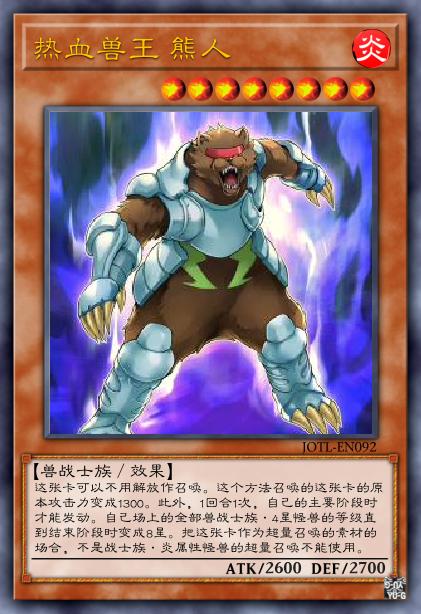 热血兽王 熊人
炎
JOTL-EN092
【兽战士族/效果】
这张卡可以不用解放作召唤。这个方法召唤的这张卡的原
本攻击力变成1300。此外,1回合1次,自己的主要阶段时
才能发动。自己场上的全部兽战士族·4星怪兽的等级直
到结束阶段时变成8星。把这张卡作为超量召唤的素材的
场合,不是战士族·炎属性怪兽的超量召唤不能使用。
ATK/2600 DEF/2700